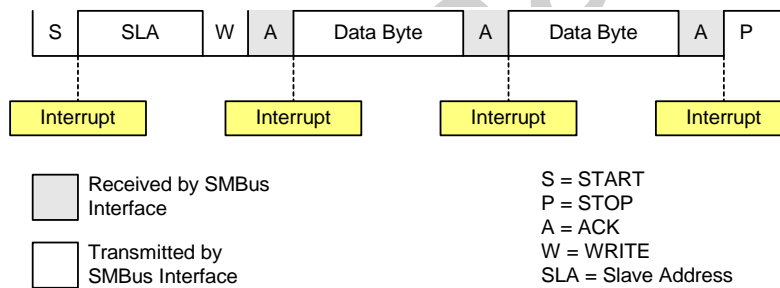 S SLA W A Data Byte A Data Byte A P
Interrupt Interrupt Interrupt Interrupt
Received by SMBus
Interface
Transmitted by
SMBus Interface
S = START
P = STOP
A = ACK
W = WRITE
SLA = Slave Address